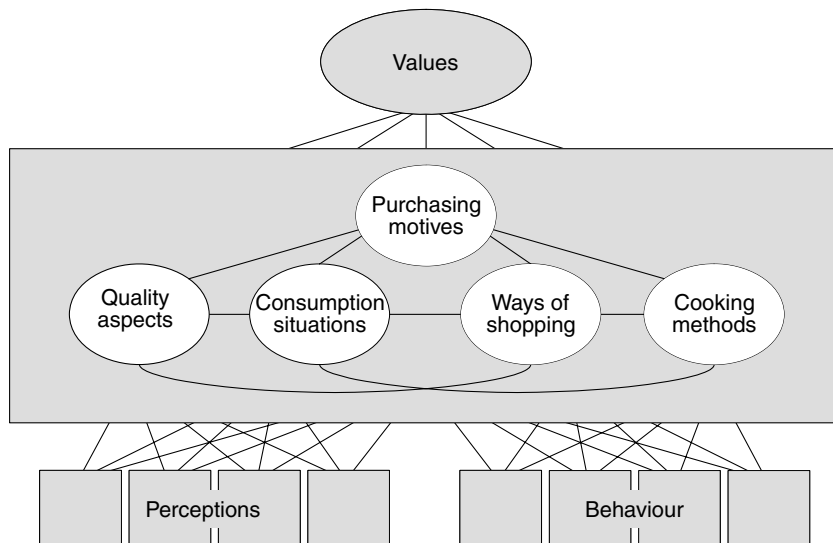 Values
Purchasing
motives
Quality
aspects
Consumption
situations
Ways of
shopping
Cooking
methods
Perceptions
Behaviour